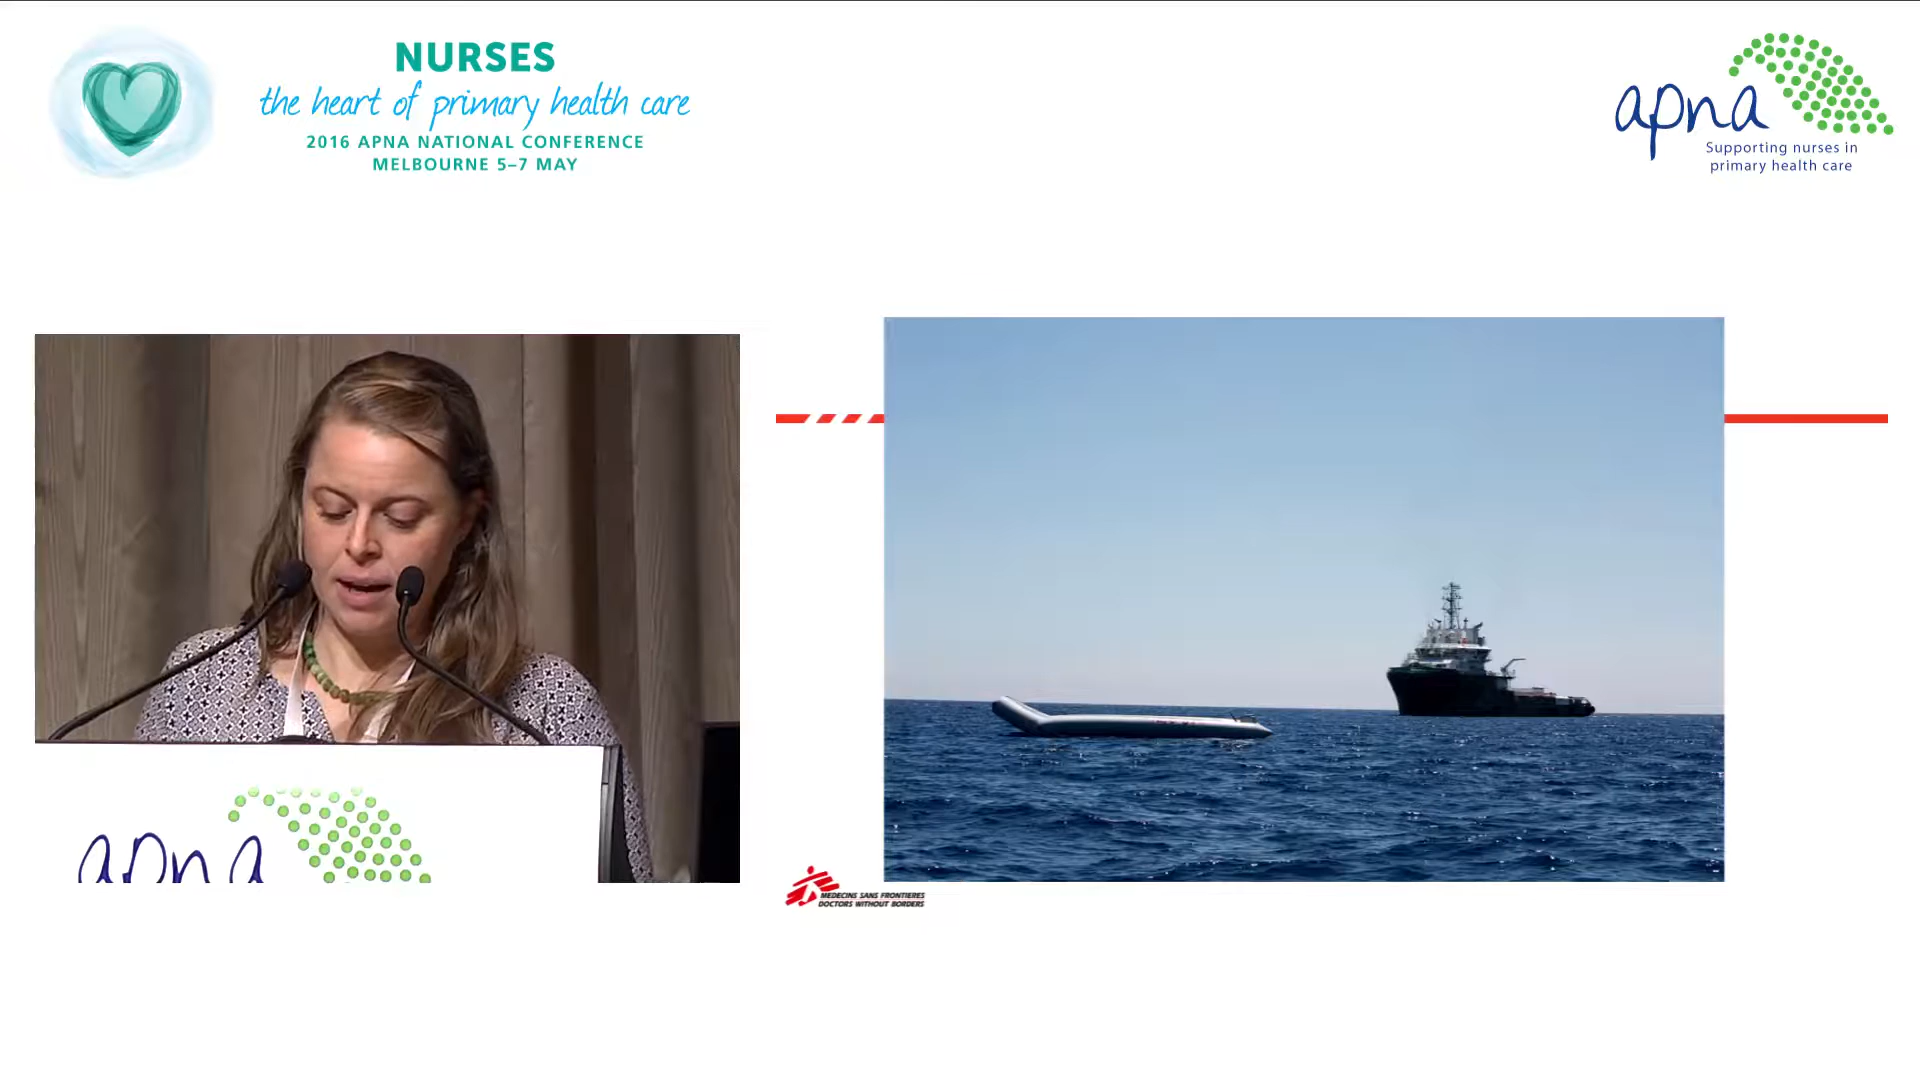 NURSES
the heart of primary health care
2016 APNA NATIONAL CONFERENCE
MELBOURNE 5–7 MAY
apna
Supporting nurses in
primary health care
apna
MEDECINS SANS FRONTIERES
DOCTORS WITHOUT BORDERS